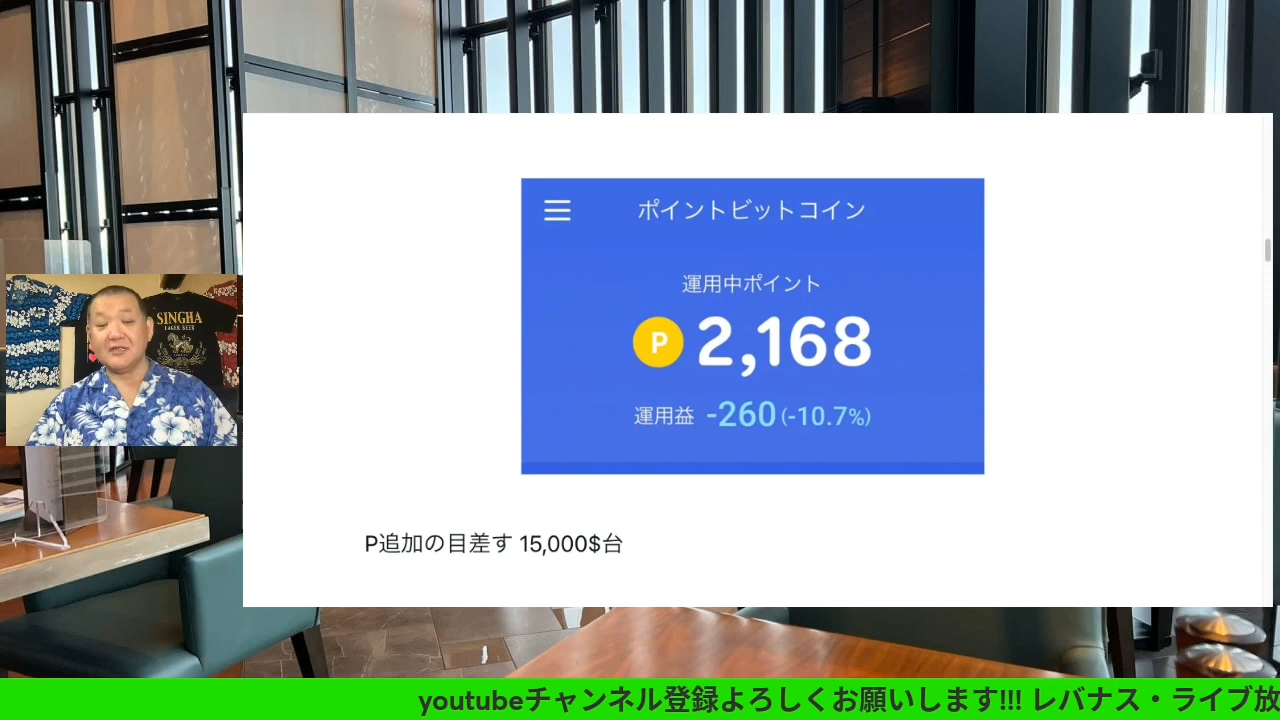 ポイントビットコイン
運用中ポイント
P 2,168
運用益 -260 (-10.7%)
SINGHA
LAGER BEER
P追加の目差す 15,000$台
youtubeチャンネル登録よろしくお願いします!!! レバナス・ライブ放